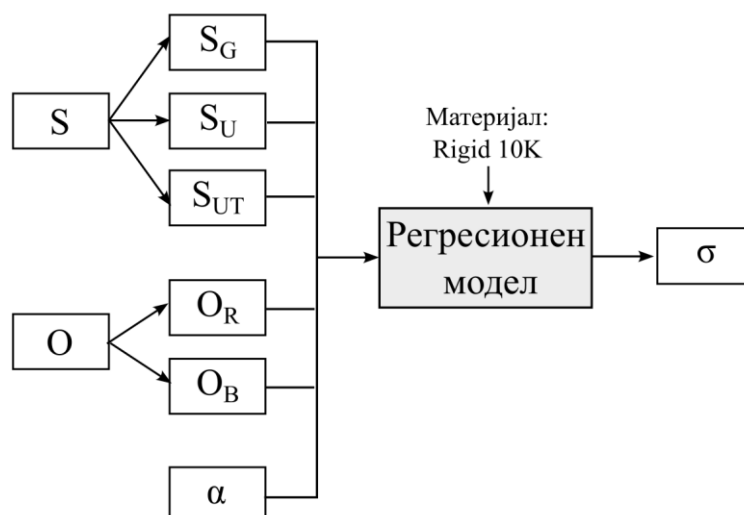 S
S_G
S_U
S_UT
O
O_R
O_B
α
Материјал:
Rigid 10K
Регресионен
модел
σ